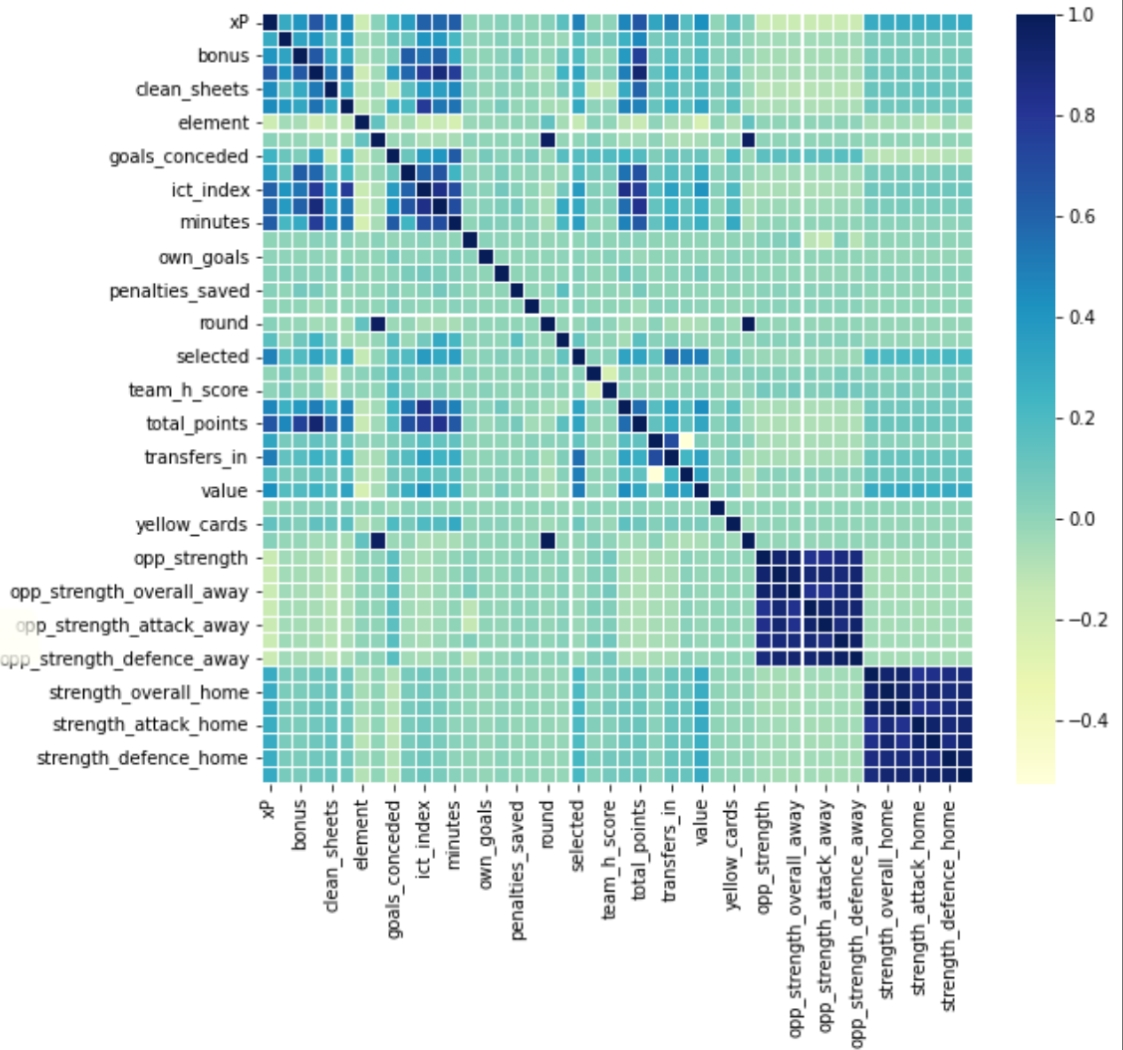 xP
bonus
clean_sheets
element
goals_conceded
ict_index
minutes
own_goals
penalties_saved
round
selected
team_h_score
total_points
transfers_in
value
yellow_cards
opp_strength
opp_strength_overall_away
opp_strength_attack_away
opp_strength_defence_away
strength_overall_home
strength_attack_home
strength_defence_home
xP
bonus
clean_sheets
element
goals_conceded
ict_index
minutes
own_goals
penalties_saved
round
selected
team_h_score
total_points
transfers_in
value
yellow_cards
opp_strength
opp_strength_overall_away
opp_strength_attack_away
opp_strength_defence_away
strength_overall_home
strength_attack_home
strength_defence_home
1.0
0.8
0.6
0.4
0.2
0.0
−0.2
−0.4